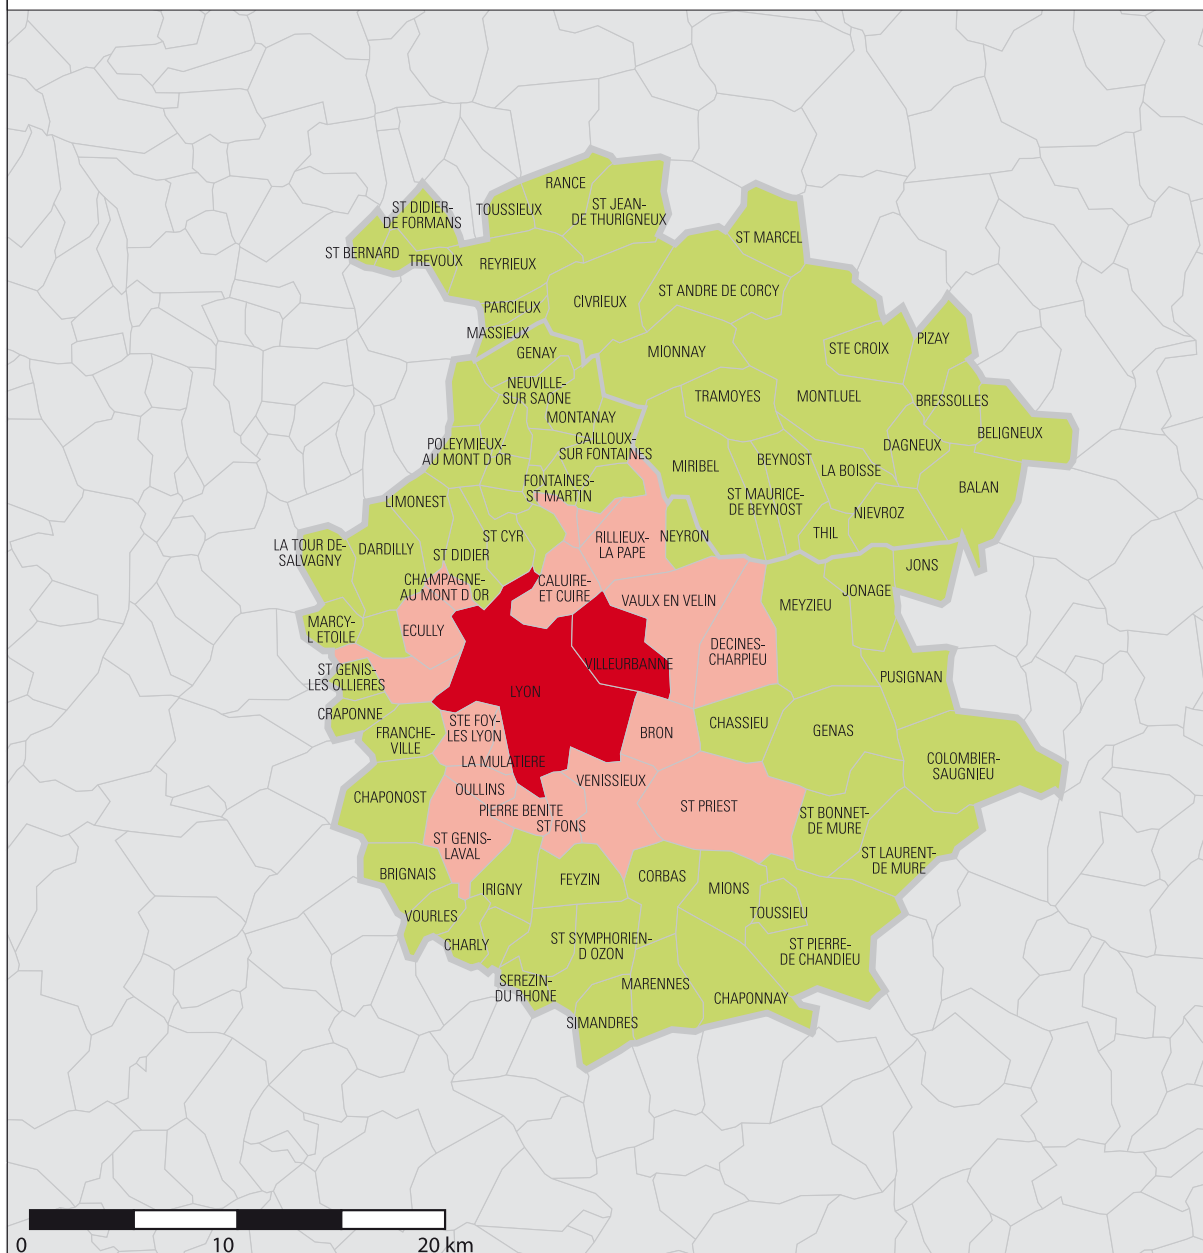 RANCE
ST DIDIER-
DE FORMANS
TOUSSIEUX
ST JEAN-
DE THURIGNEUX
ST MARCEL
ST BERNARD
TREVOUX
REYRIEUX
ST ANDRE DE CORCY
PARCIEUX
CIVRIEUX
MASSIEUX
GENAY
MIONNAY
STE CROIX
PIZAY
NEUVILLE-
SUR SAONE
TRAMOYES
MONTLUEL
BRESSOLLES
MONTANAY
BELIGNEUX
POLEYMIEUX-
AU MONT D OR
CAILLOUX-
SUR FONTAINES
DAGNEUX
MIRIBEL
BEYNOST
LA BOISSE
FONTAINES-
ST MARTIN
ST MAURICE-
DE BEYNOST
BALAN
LIMONEST
NIEVROZ
THIL
ST CYR
RILLIEUX-
LA PAPE
NEYRON
LA TOUR DE-
SALVAGNY
DARDILLY
ST DIDIER
JONS
CHAMPAGNE-
AU MONT D OR
CALUIRE-
ET CUIRE
VAULX EN VELIN
MEYZIEU
JONAGE
MARCY-
L ETOILE
ECULLY
DECINES-
CHARPIEU
VILLEURBANNE
ST GENIS-
LES OLLIERES
PUSIGNAN
LYON
CRAPONNE
STE FOY-
LES LYON
FRANCHE-
VILLE
BRON
CHASSIEU
GENAS
COLOMBIER-
SAUGNIEU
LA MULATIERE
VENISSIEUX
OULLINS
CHAPONOST
PIERRE BENITE
ST PRIEST
ST FONS
ST BONNET-
DE MURE
ST GENIS-
LAVAL
ST LAURENT-
DE MURE
BRIGNAIS
IRIGNY
FEYZIN
CORBAS
MIONS
VOURLES
TOUSSIEU
CHARLY
ST SYMPHORIEN-
D OZON
ST PIERRE-
DE CHANDIEU
SEREZIN-
DU RHONE
MARENNES
CHAPONNAY
SIMANDRES
0 10 20 km